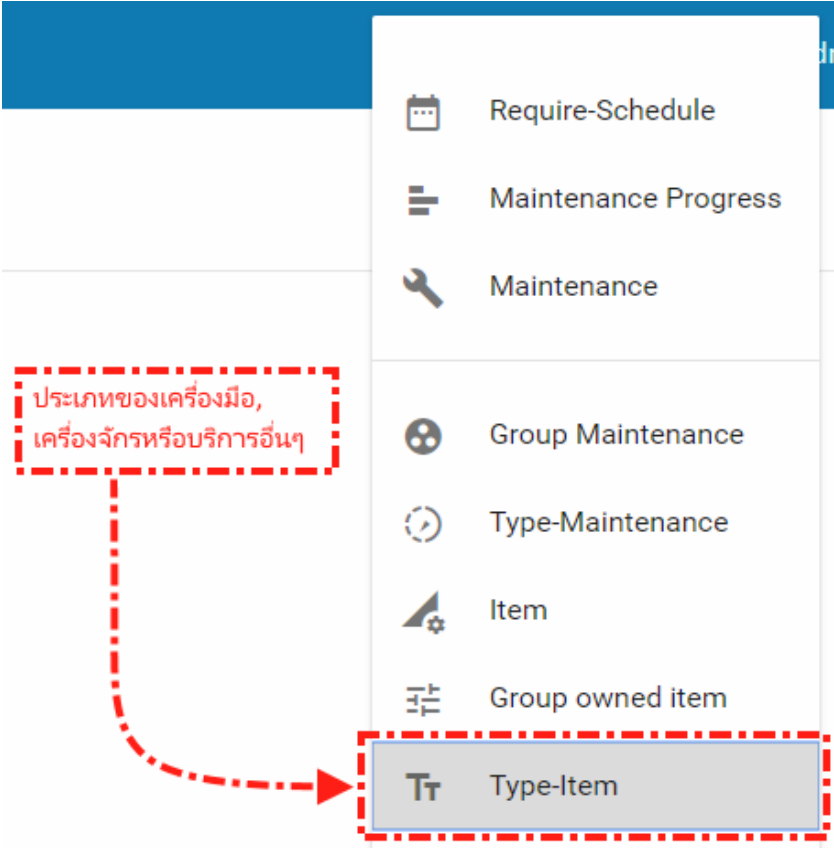 Require-Schedule
Maintenance Progress
Maintenance
ประเภทของเครื่องมือ,
เครื่องจักรหรือบริการอื่นๆ
Group Maintenance
Type-Maintenance
Item
Group owned item
Tт Type-Item